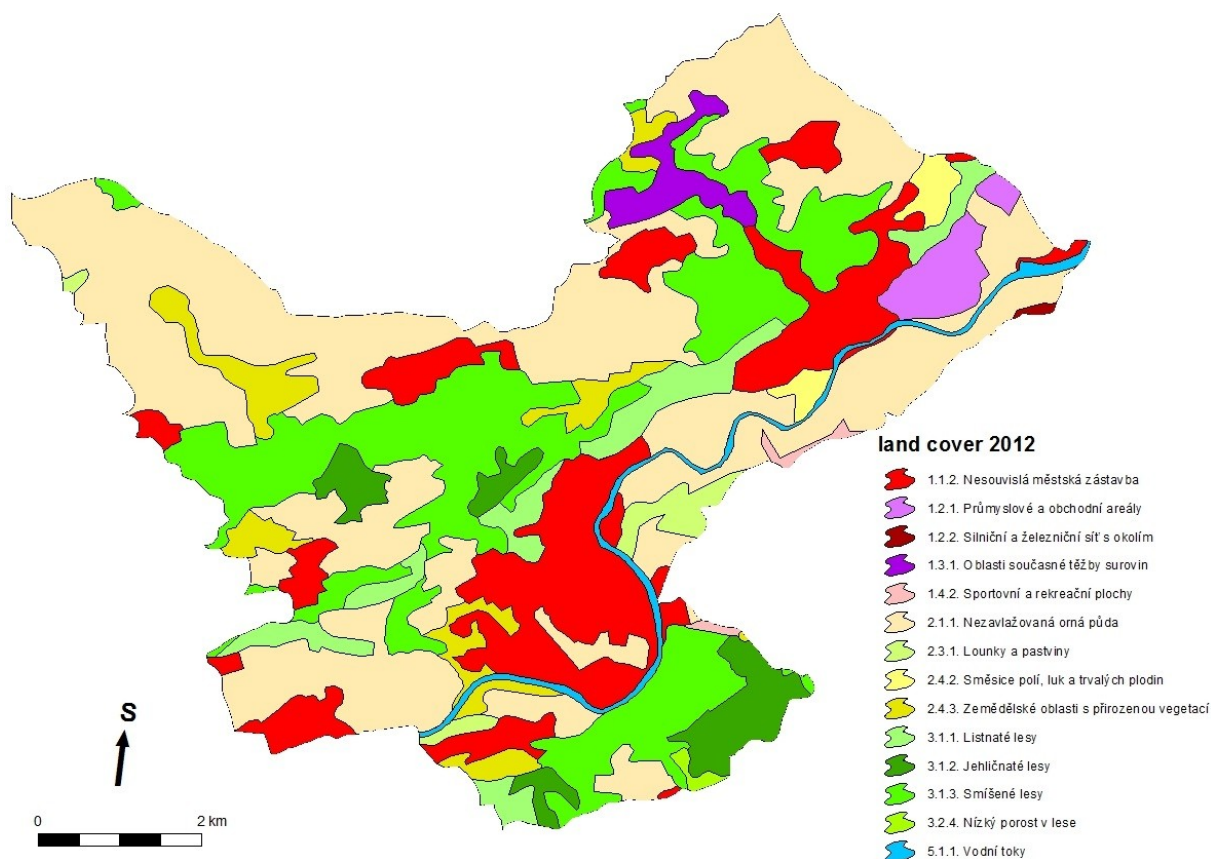 land cover 2012
1.1.2. Nesouvislá městská zástavba
1.2.1. Průmyslové a obchodní areály
1.2.2. Silniční a železniční síť s okolím
1.3.1. Oblasti současné těžby surovin
1.4.2. Sportovní a rekreační plochy
2.1.1. Nezavlažovaná orná půda
2.3.1. Lounky a pastviny
2.4.2. Směsice polí, luk a trvalých plodin
2.4.3. Zemědělské oblasti s přirozenou vegetací
3.1.1. Listnaté lesy
3.1.2. Jehličnaté lesy
3.1.3. Smíšené lesy
3.2.4. Nízký porost v lese
5.1.1. Vodní toky
S
0 2 km